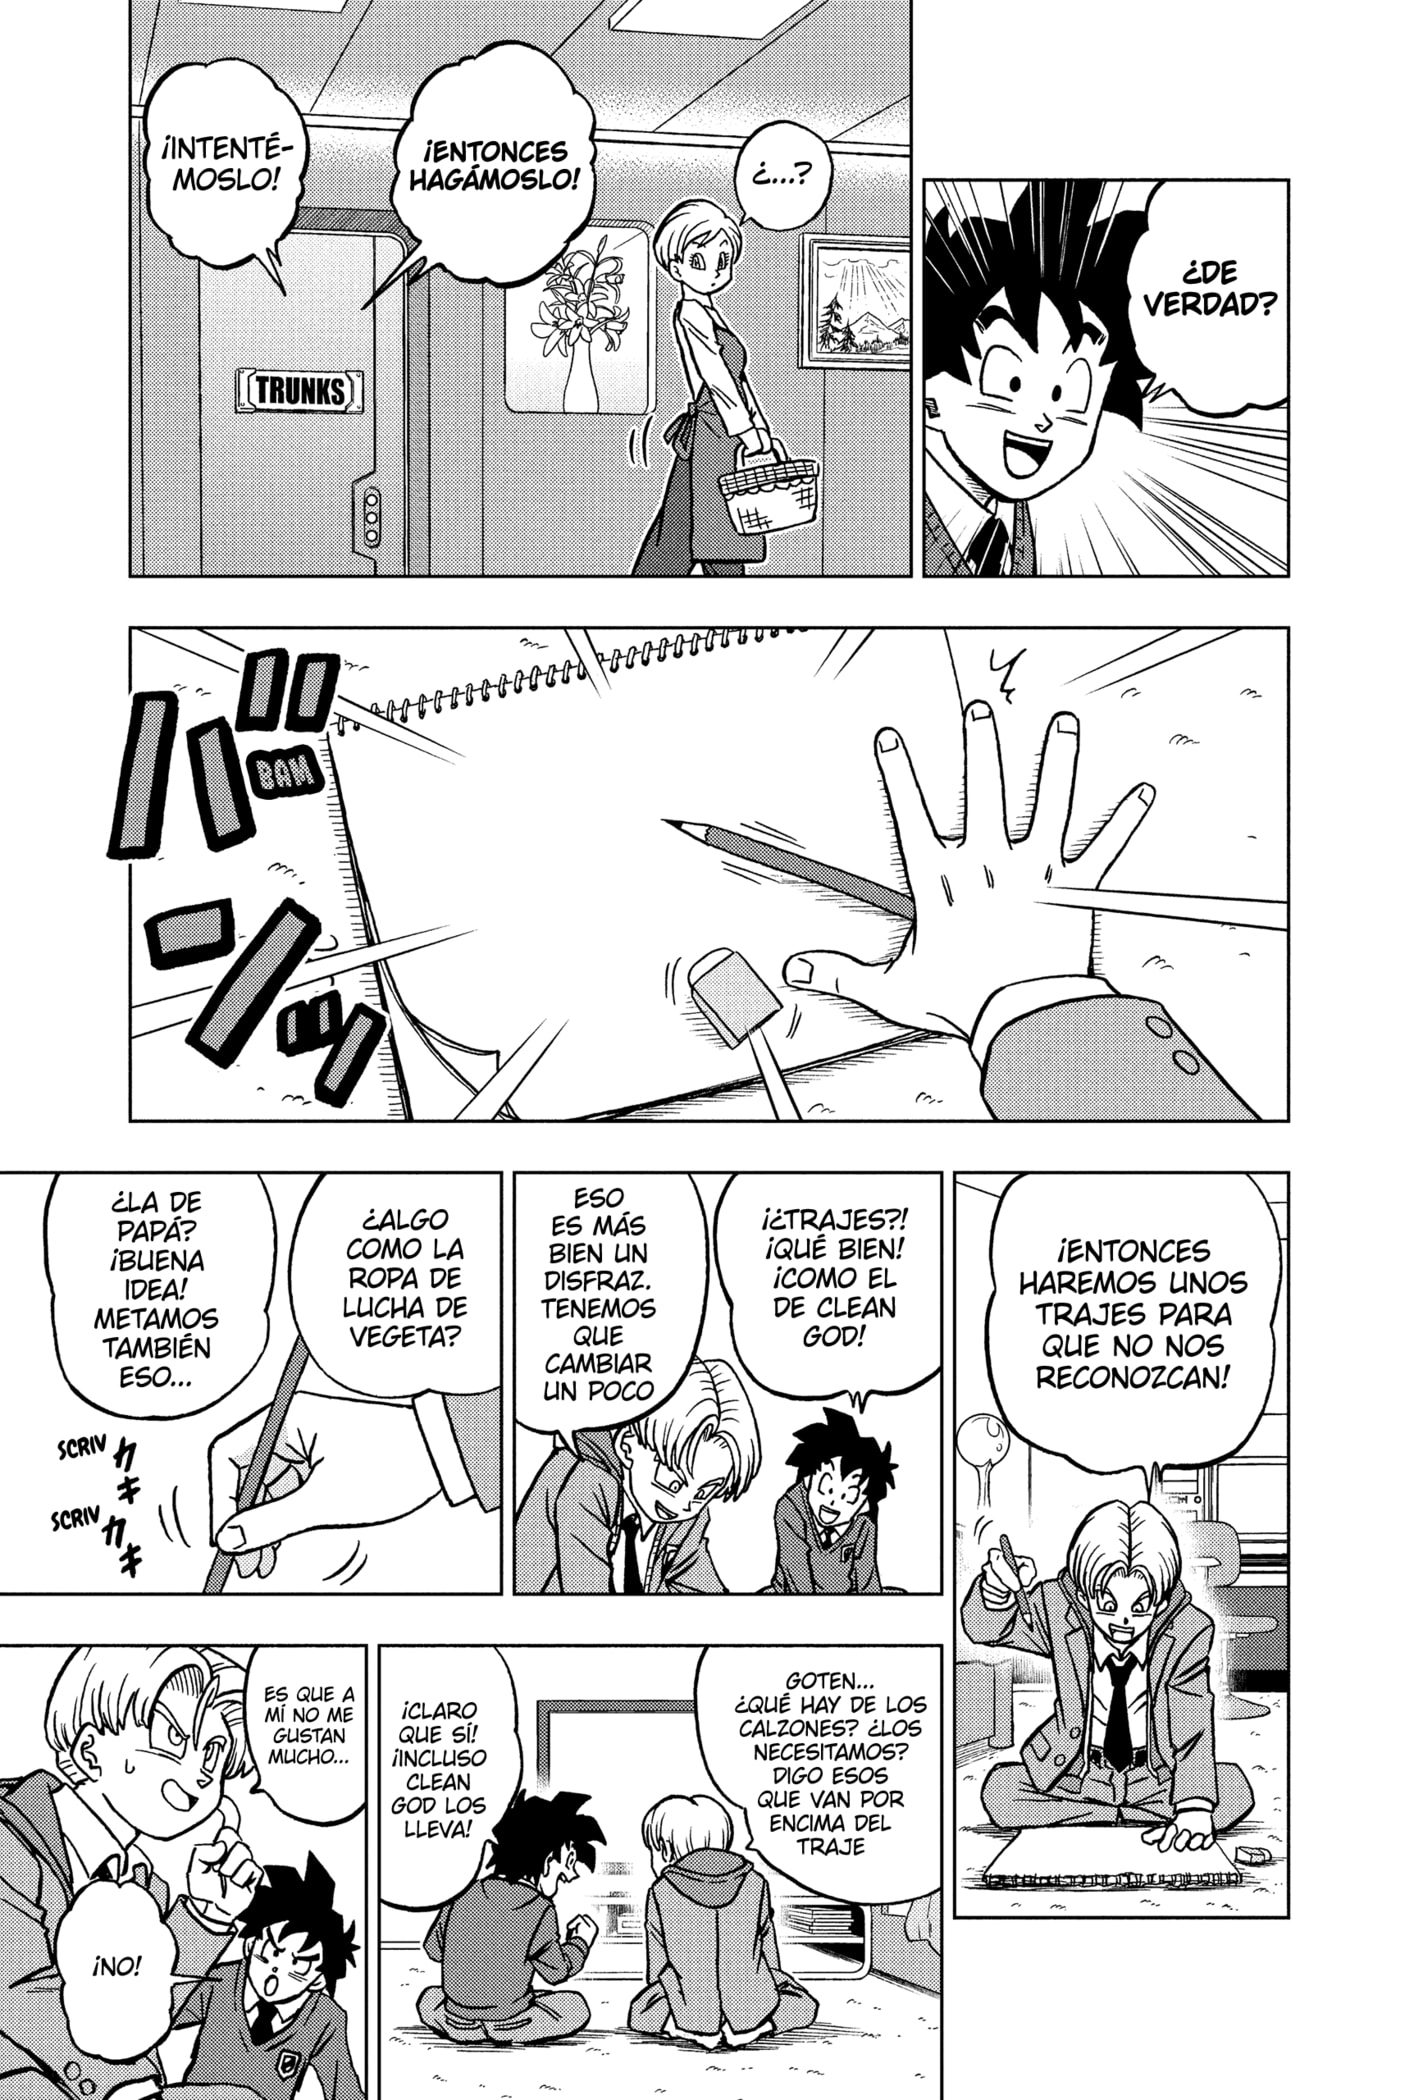 ¿DE
VERDAD?
¿...?
¡ENTONCES
HAGÁMOSLO!
¡INTENTÉ-
MOSLO!
TRUNKS
バンッ
BAM
¡ENTONCES
HAREMOS UNOS
TRAJES PARA
QUE NO NOS
RECONOZCAN!
¡¿TRAJES?!
¡QUÉ BIEN!
¡COMO EL
DE CLEAN
GOD!
ESO
ES MÁS
BIEN UN
DISFRAZ.
TENEMOS
QUE
CAMBIAR
UN POCO
¿ALGO
COMO LA
ROPA DE
LUCHA DE
VEGETA?
¿LA DE
PAPÁ?
¡BUENA
IDEA!
METAMOS
TAMBIÉN
ESO...
SCRIV
カキ
SCRIV
カキ
GOTEN...
¿QUÉ HAY DE LOS
CALZONES? ¿LOS
NECESITAMOS?
DIGO ESOS
QUE VAN POR
ENCIMA DEL
TRAJE
¡CLARO
QUE SÍ!
¡INCLUSO
CLEAN
GOD LOS
LLEVA!
ES QUE A
MÍ NO ME
GUSTAN
MUCHO...
¡NO!